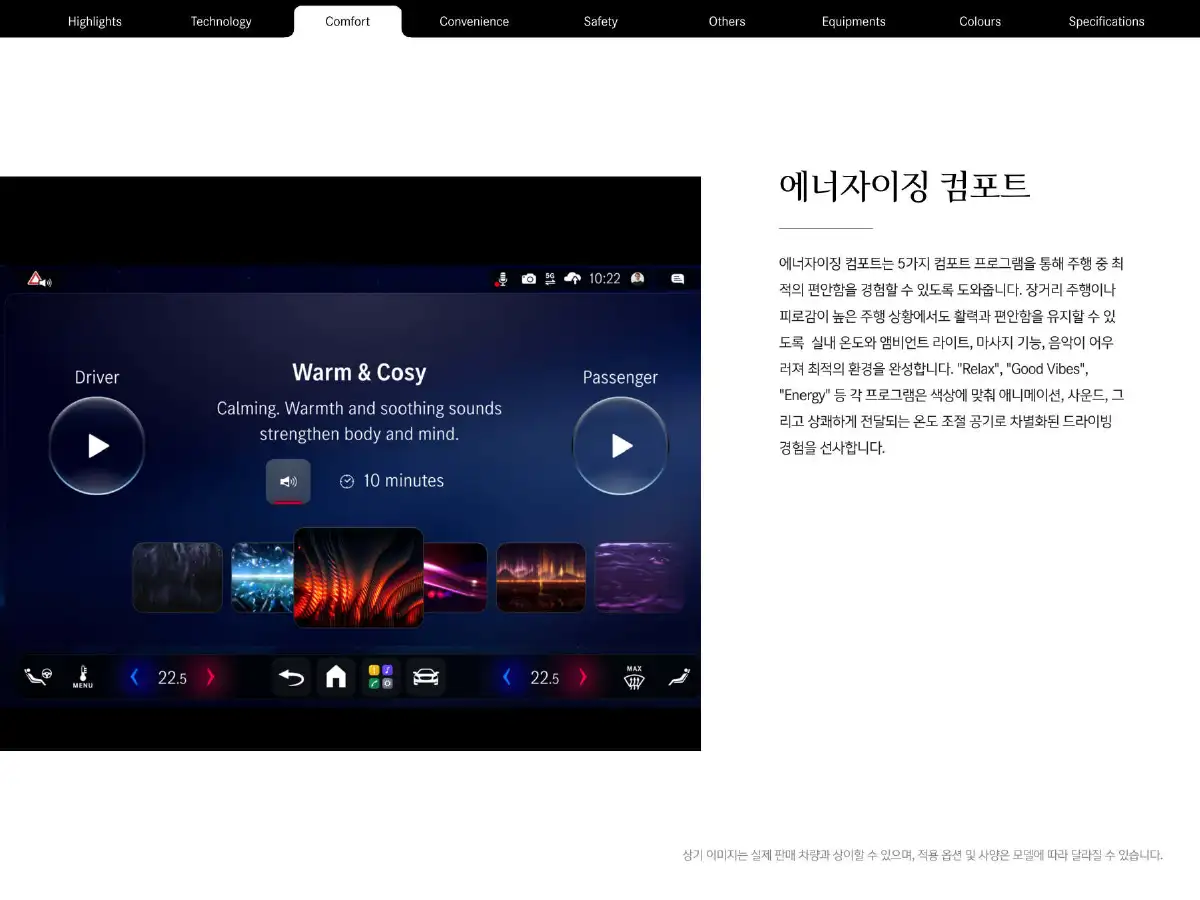 Highlights
Technology
Comfort
Convenience
Safety
Others
Equipments
Colours
Specifications
5G
10:22
Driver
Warm & Cosy
Passenger
Calming. Warmth and soothing sounds
strengthen body and mind.
10 minutes
MENU
22.5
22.5
MAX
에너자이징 컴포트
에너자이징 컴포트는 5가지 컴포트 프로그램을 통해 주행 중 최
적의 편안함을 경험할 수 있도록 도와줍니다. 장거리 주행이나
피로감이 높은 주행 상황에서도 활력과 편안함을 유지할 수 있
도록 실내 온도와 앰비언트 라이트, 마사지 기능, 음악이 어우
러져 최적의 환경을 완성합니다. "Relax", "Good Vibes",
"Energy" 등 각 프로그램은 색상에 맞춰 애니메이션, 사운드, 그
리고 상쾌하게 전달되는 온도 조절 공기로 차별화된 드라이빙
경험을 선사합니다.
상기 이미지는 실제 판매 차량과 상이할 수 있으며, 적용 옵션 및 사양은 모델에 따라 달라질 수 있습니다.